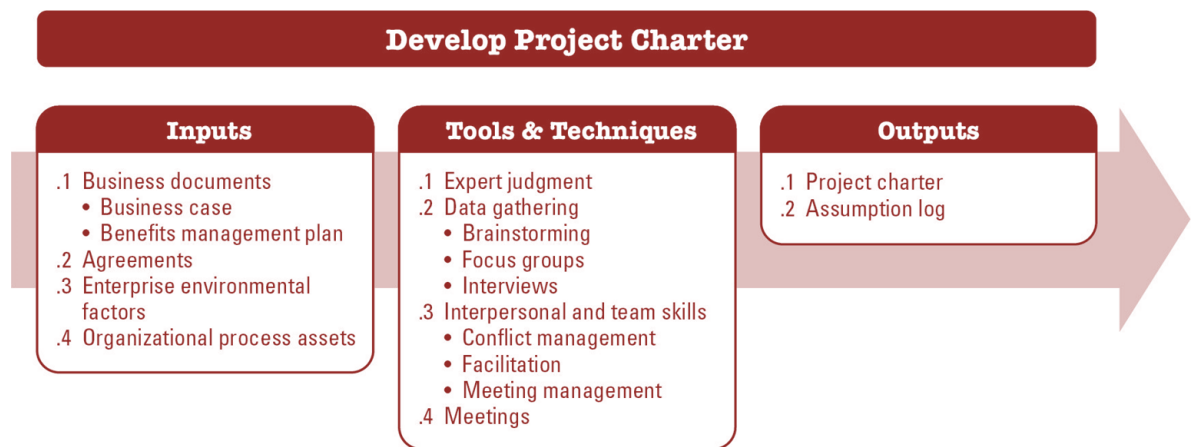 Develop Project Charter
Inputs
.1 Business documents
• Business case
• Benefits management plan
.2 Agreements
.3 Enterprise environmental
factors
.4 Organizational process assets
Tools & Techniques
.1 Expert judgment
.2 Data gathering
• Brainstorming
• Focus groups
• Interviews
.3 Interpersonal and team skills
• Conflict management
• Facilitation
• Meeting management
.4 Meetings
Outputs
.1 Project charter
.2 Assumption log